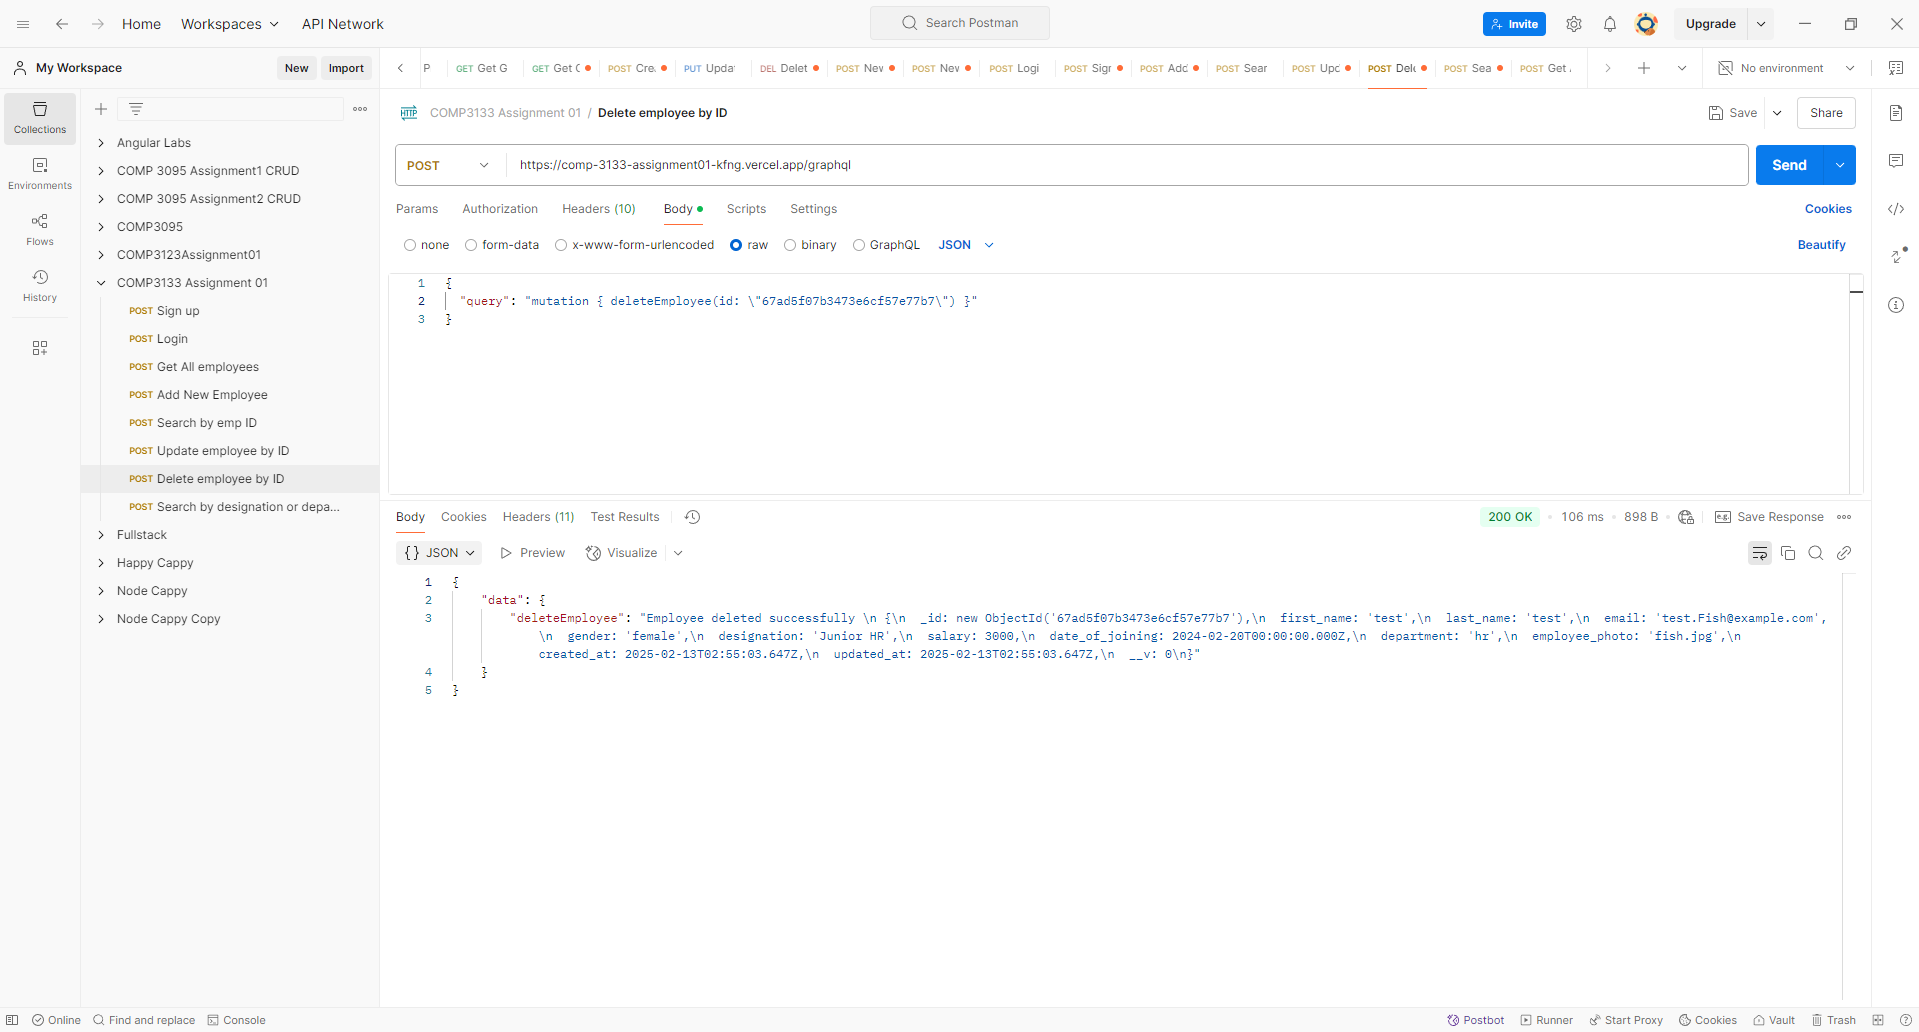 Home Workspaces API Network Search Postman Invite Upgrade
My Workspace New Import P GET Get G GET Get C POST Cre PUT Upda DEL Delet POST Nev POST Nev POST Logi POST Sigr POST Add POST Sear POST Upc POST Dele POST Sea POST Get No environment
Collections
Environments
Flows
History
Angular Labs
COMP 3095 Assignment1 CRUD
COMP 3095 Assignment2 CRUD
COMP3095
COMP3123Assignment01
COMP3133 Assignment 01
POST Sign up
POST Login
POST Get All employees
POST Add New Employee
POST Search by emp ID
POST Update employee by ID
POST Delete employee by ID
POST Search by designation or depa...
Fullstack
Happy Cappy
Node Cappy
Node Cappy Copy
HTTP COMP3133 Assignment 01 / Delete employee by ID Save Share
POST https://comp-3133-assignment01-kfng.vercel.app/graphql Send
Params Authorization Headers (10) Body Scripts Settings Cookies
none form-data x-www-form-urlencoded raw binary GraphQL JSON Beautify
1 {
2 "query": "mutation { deleteEmployee(id: \"67ad5f07b3473e6cf57e77b7\") }"
3 }
Body Cookies Headers (11) Test Results 200 OK 106 ms 898 B e.g. Save Response
{} JSON Preview Visualize
1 {
2 "data": {
3 "deleteEmployee": "Employee deleted successfully \n {\n  _id: new ObjectId('67ad5f07b3473e6cf57e77b7'),\n  first_name: 'test',\n  last_name: 'test',\n  email: 'test.Fish@example.com',
\n  gender: 'female',\n  designation: 'Junior HR',\n  salary: 3000,\n  date_of_joining: 2024-02-20T00:00:00.000Z,\n  department: 'hr',\n  employee_photo: 'fish.jpg',\n
created_at: 2025-02-13T02:55:03.647Z,\n  updated_at: 2025-02-13T02:55:03.647Z,\n  __v: 0\n}"
4 }
5 }
Online Find and replace Console Postbot Runner Start Proxy Cookies Vault Trash